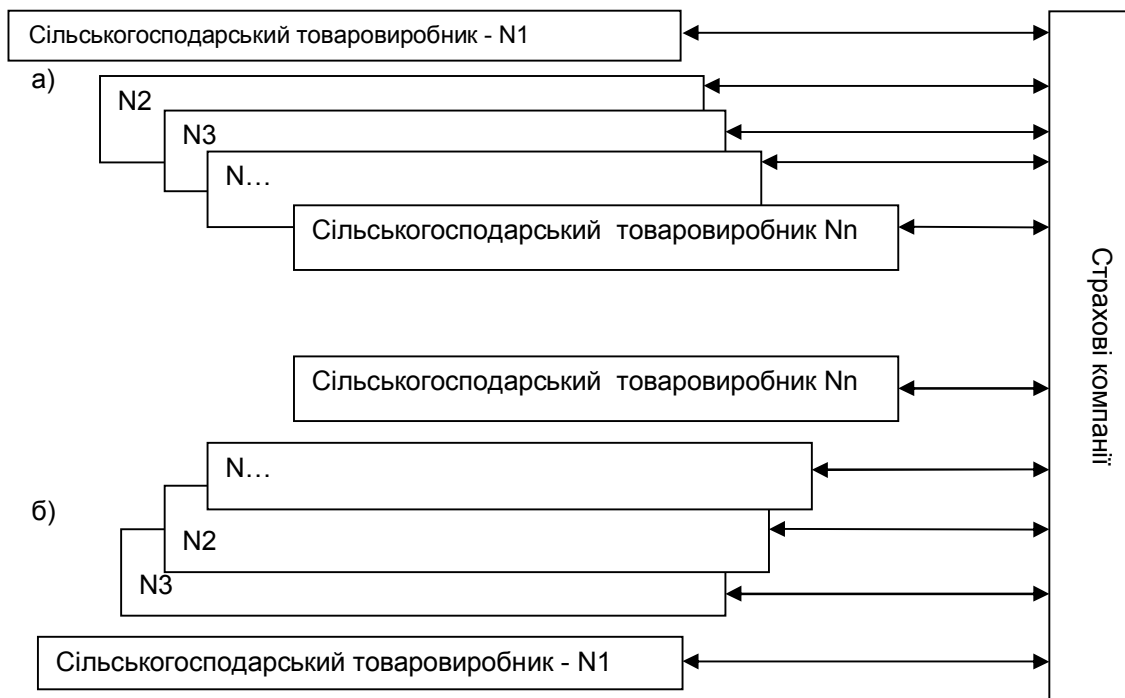 Сільськогосподарський товаровиробник - N1
а)
N2
N3
N…
Сільськогосподарський товаровиробник Nn
Страхові компанії
Сільськогосподарський товаровиробник Nn
N…
б)
N2
N3
Сільськогосподарський товаровиробник - N1